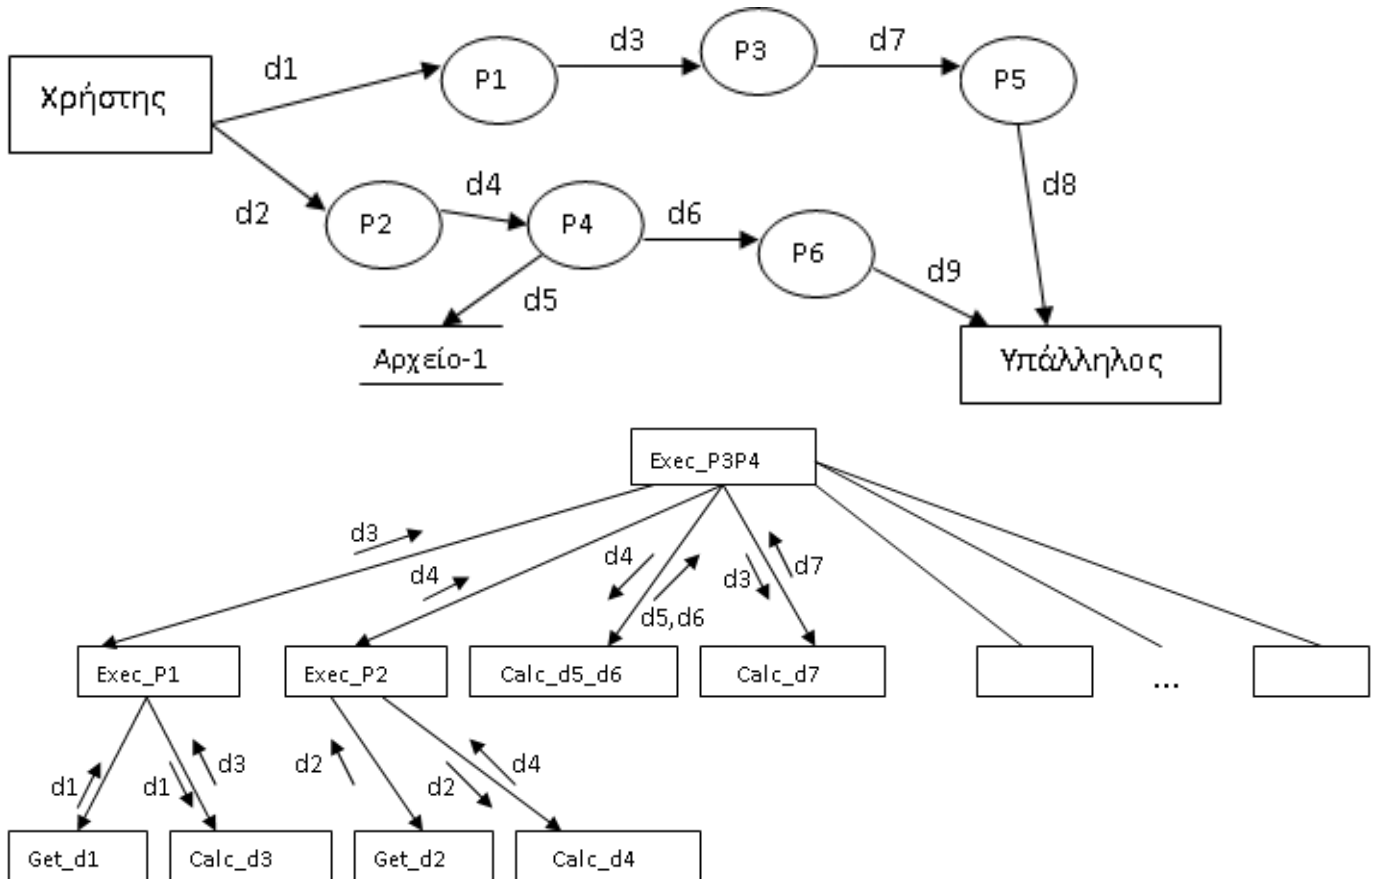 d3
d7
d1
P3
P1
P5
Χρήστης
d4
d8
d2
P2
P4
d6
P6
d9
d5
Αρχείο-1
Υπάλληλος
Exec_P3P4
d3
d4
d4
d3
d7
d5,d6
Exec_P1
Exec_P2
Calc_d5_d6
Calc_d7
...
d1
d1
d3
d2
d2
d4
Get_d1
Calc_d3
Get_d2
Calc_d4